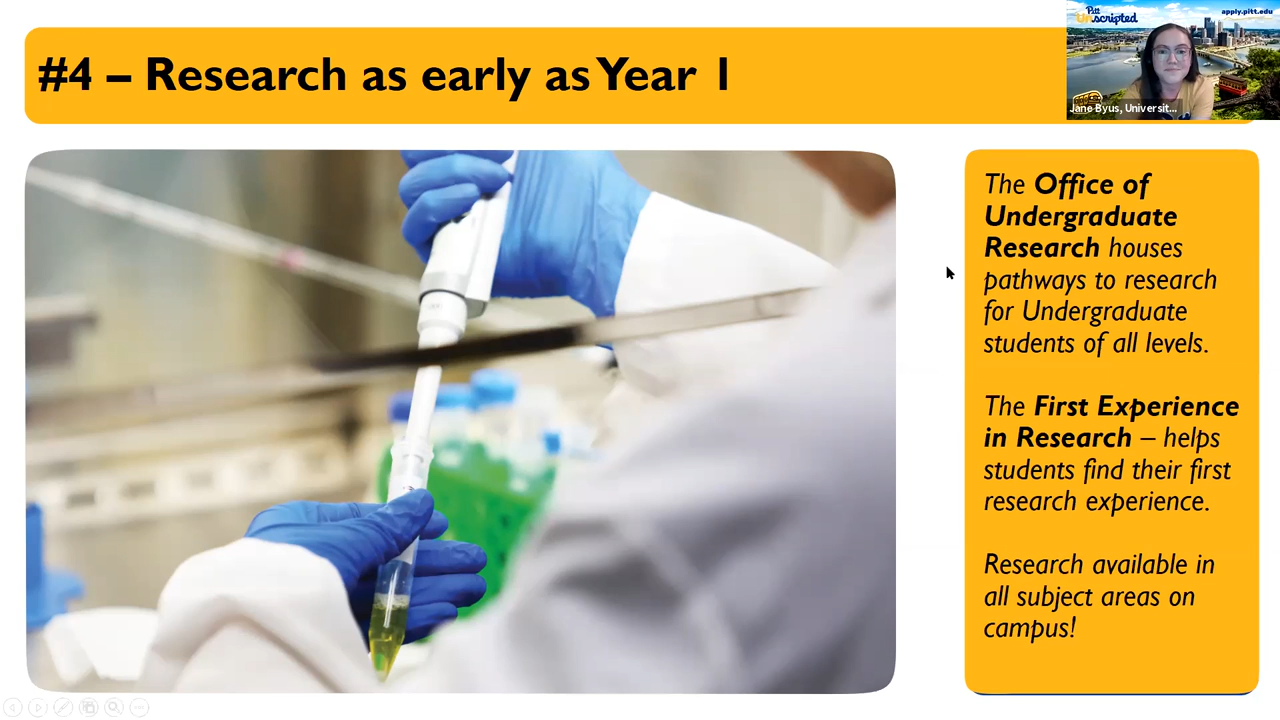 #4 – Research as early as Year 1
Pitt
Unscripted
apply.pitt.edu
Jane Byus, Universit...
The Office of
Undergraduate
Research houses
pathways to research
for Undergraduate
students of all levels.
The First Experience
in Research – helps
students find their first
research experience.
Research available in
all subject areas on
campus!